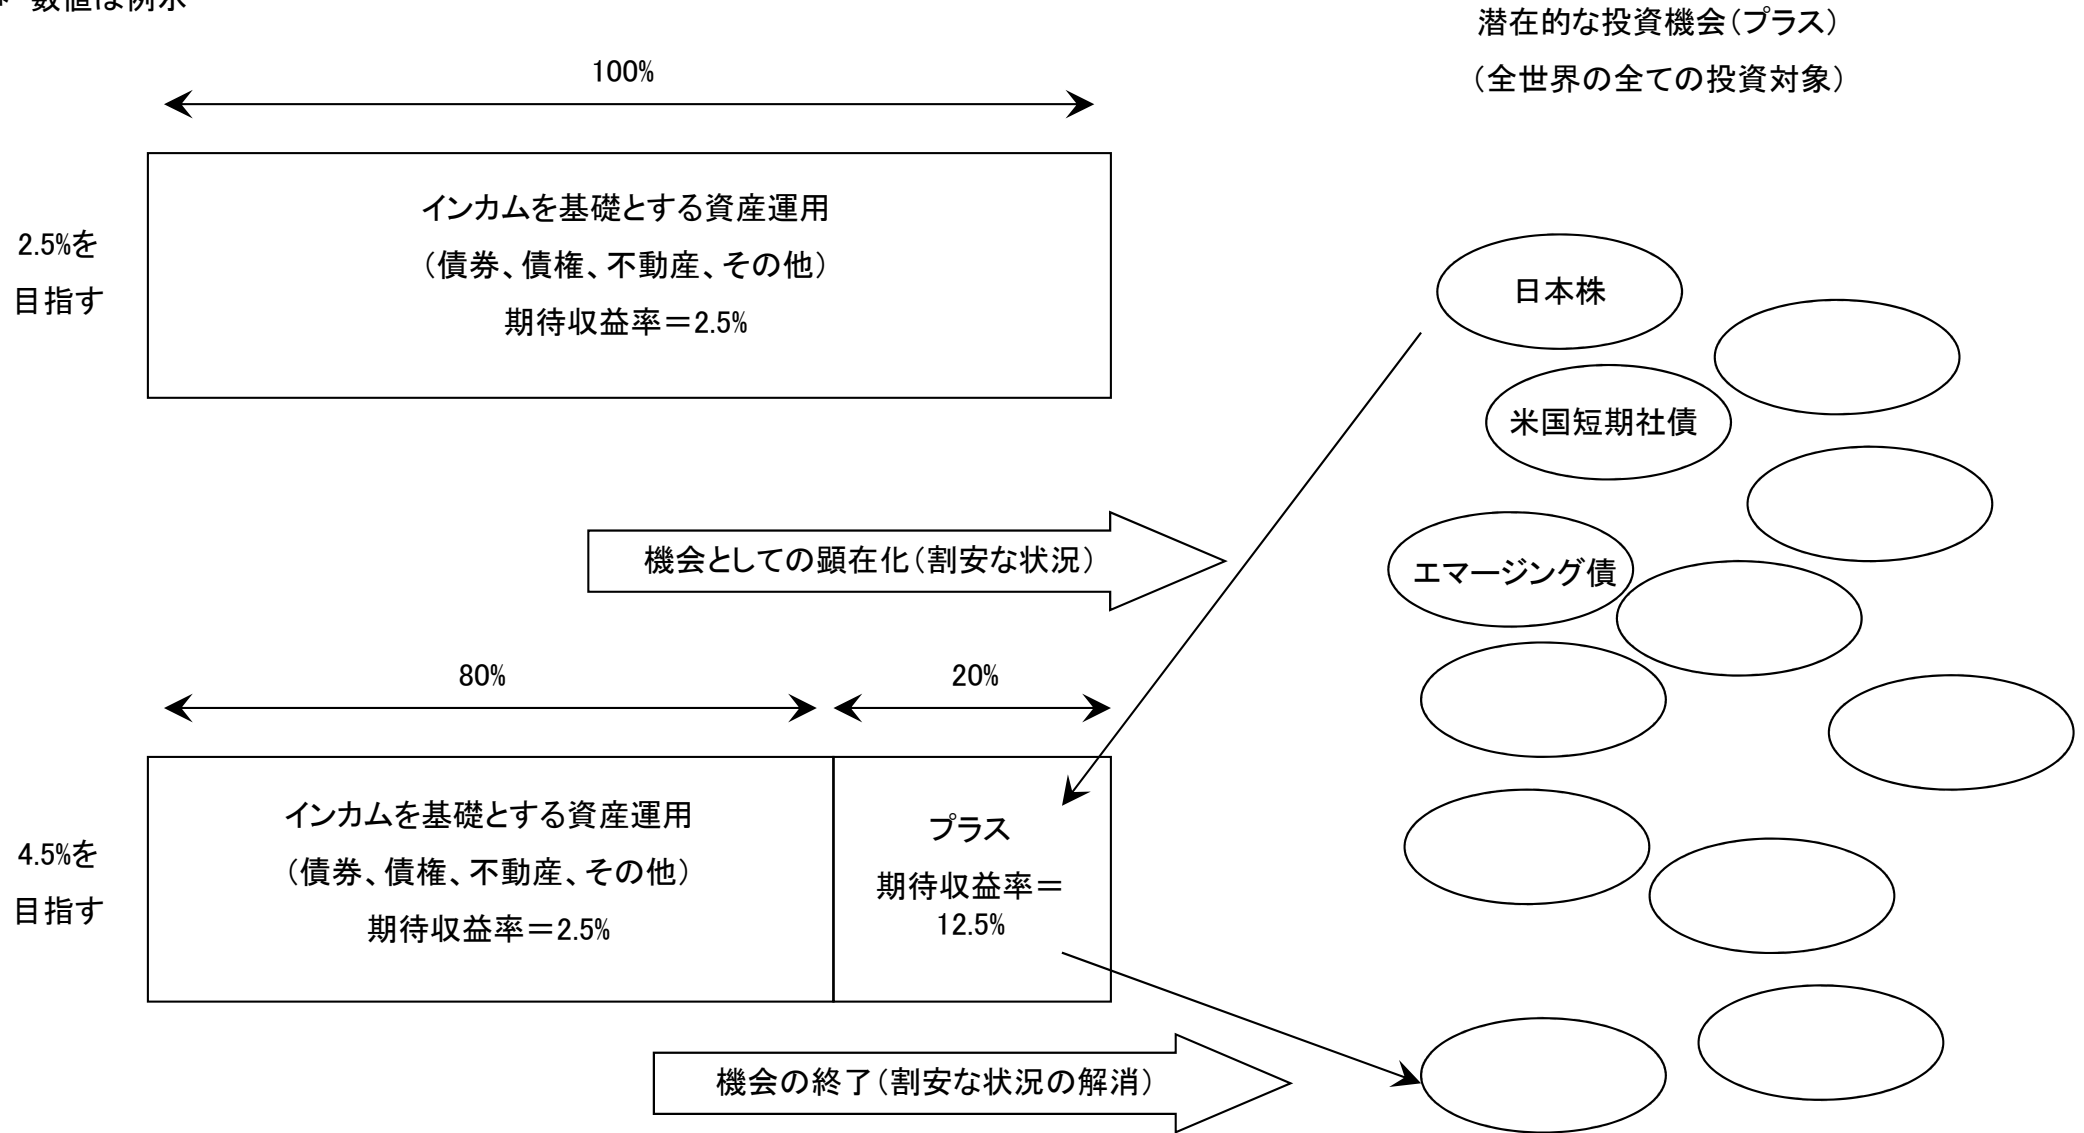 数値は例示
潜在的な投資機会（プラス）
（全世界の全ての投資対象）
100%
インカムを基礎とする資産運用
（債券、債権、不動産、その他）
期待収益率＝2.5%
2.5%を
目指す
日本株
米国短期社債
エマージング債
機会としての顕在化（割安な状況）
80%
20%
インカムを基礎とする資産運用
（債券、債権、不動産、その他）
期待収益率＝2.5%
プラス
期待収益率＝
12.5%
4.5%を
目指す
機会の終了（割安な状況の解消）